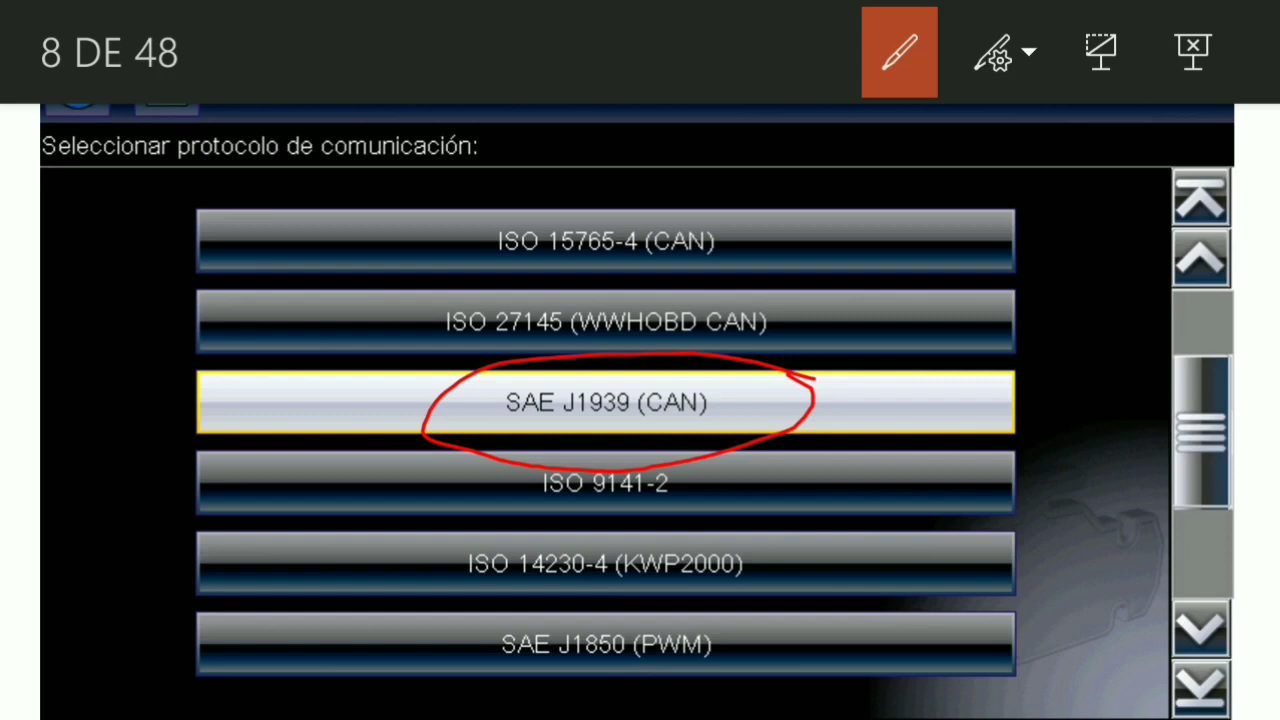 8 DE 48
Seleccionar protocolo de comunicación:
ISO 15765-4 (CAN)
ISO 27145 (WWHOBD CAN)
SAE J1939 (CAN)
ISO 9141-2
ISO 14230-4 (KWP2000)
SAE J1850 (PWM)